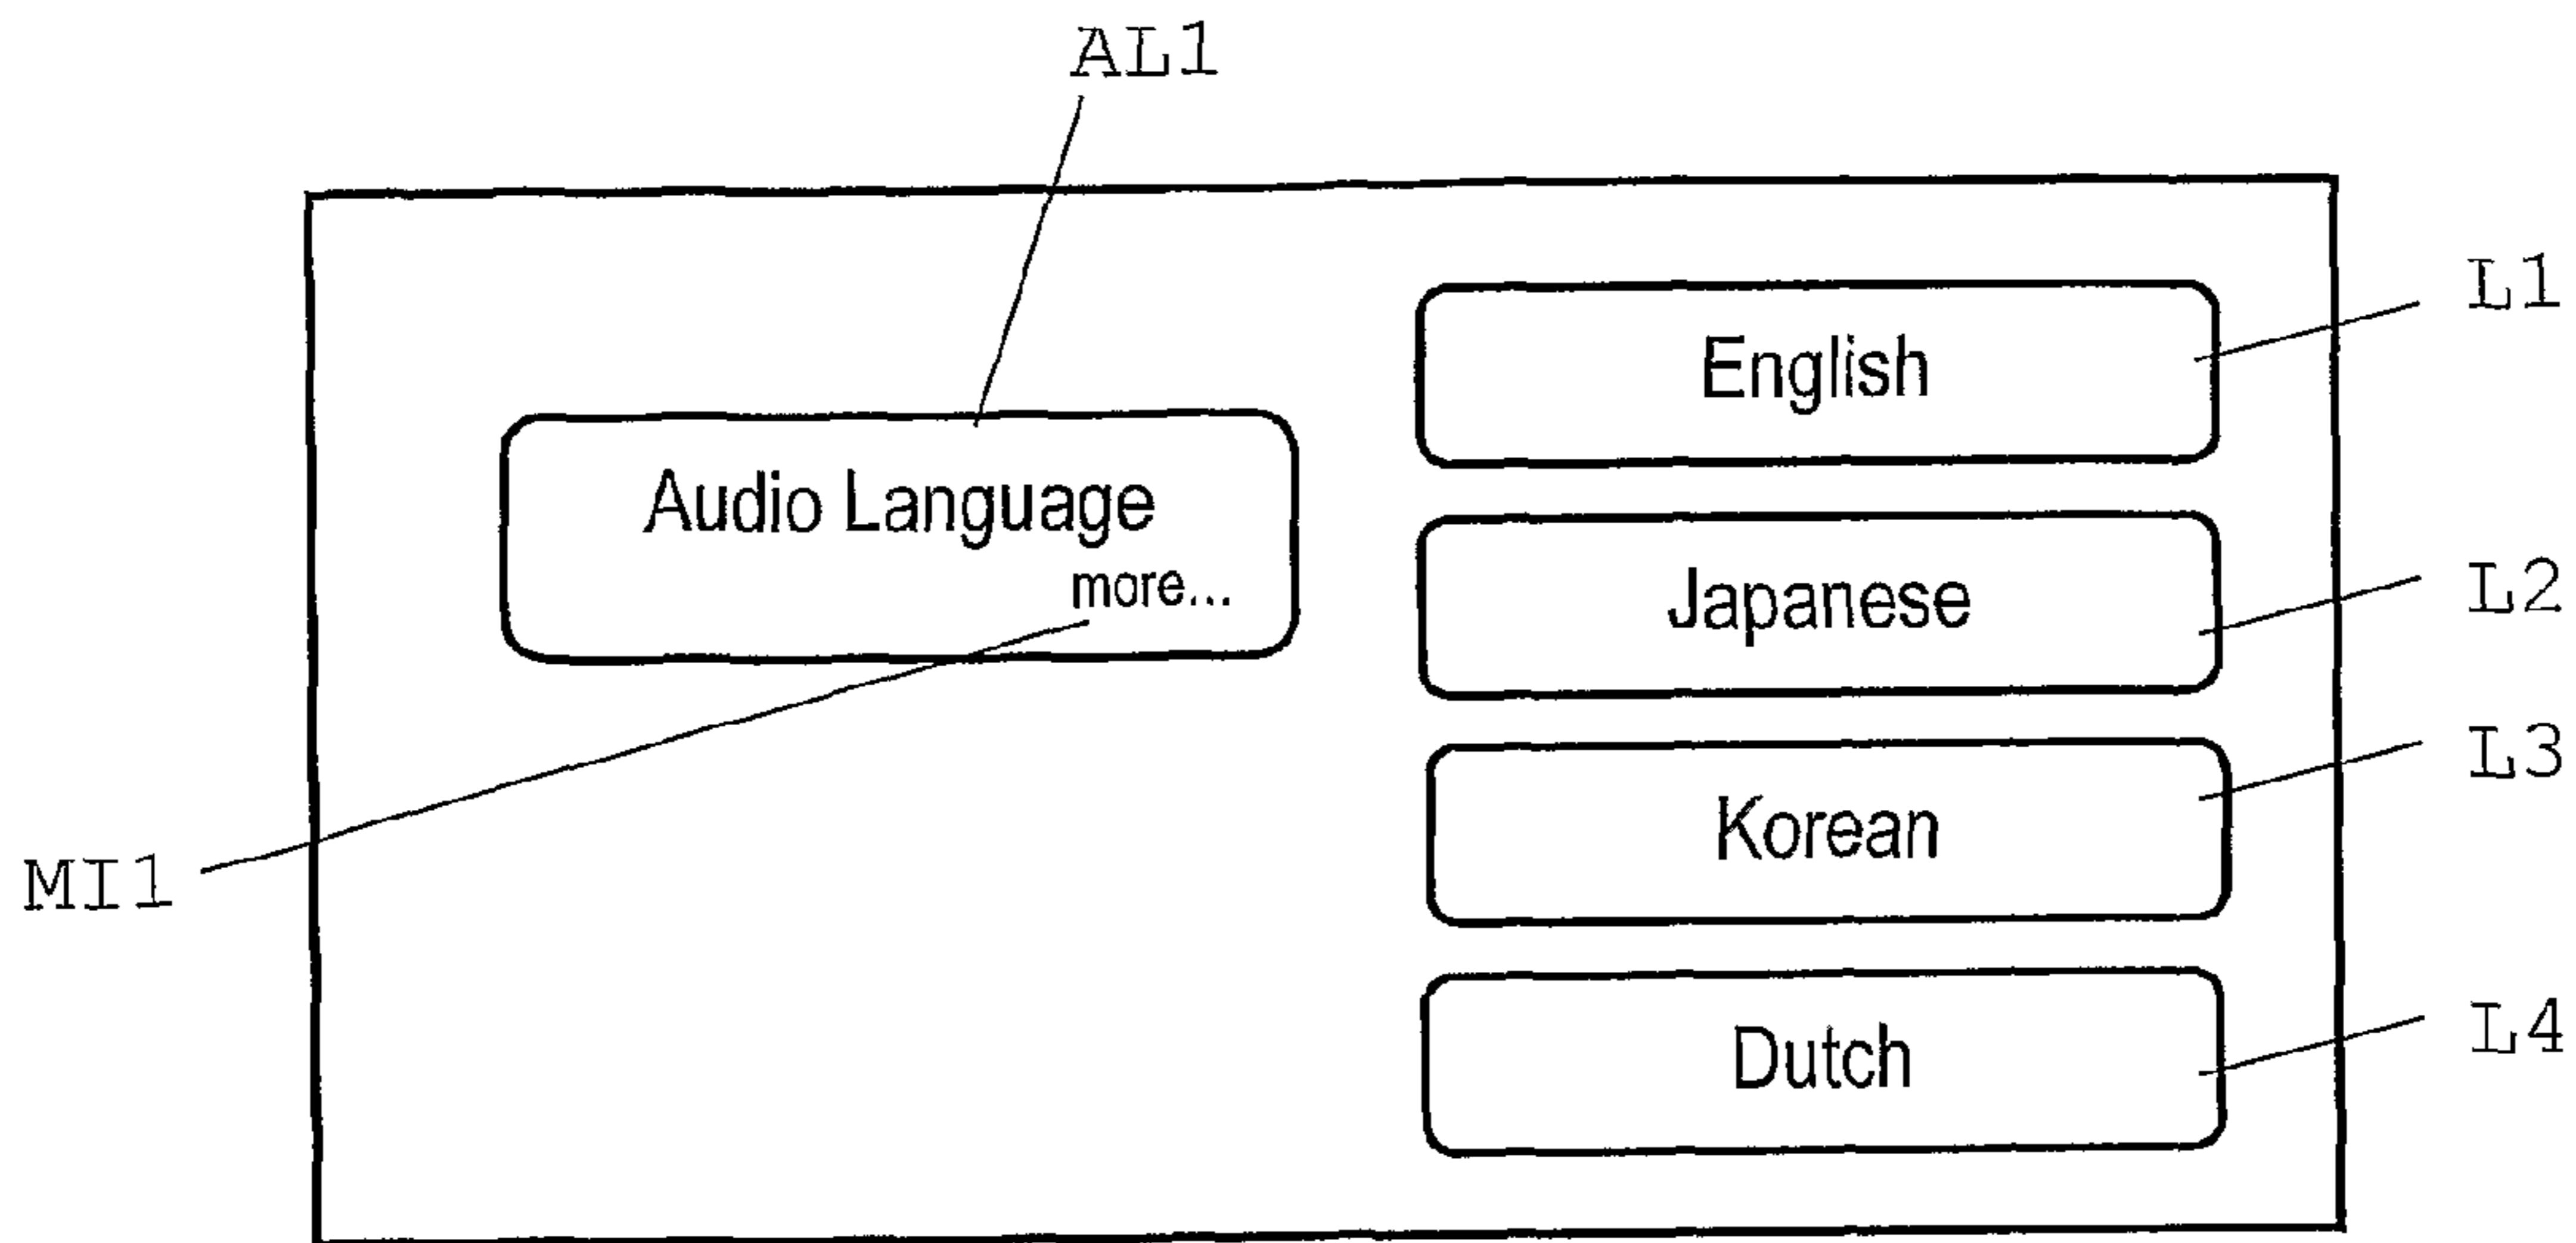 AL1
L1
English
Audio Language
more...
L2
Japanese
L3
Korean
MI1
L4
Dutch